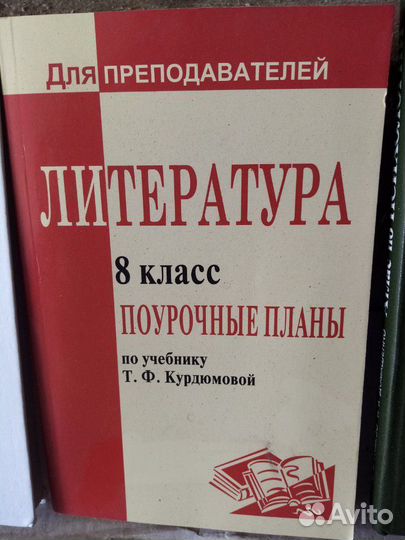 Для ПРЕПОДАВАТЕЛЕЙ
ЛИТЕРАТУРА
8 класс
ПОУРОЧНЫЕ ПЛАНЫ
по учебнику
Т. Ф. Курдюмовой
Avito